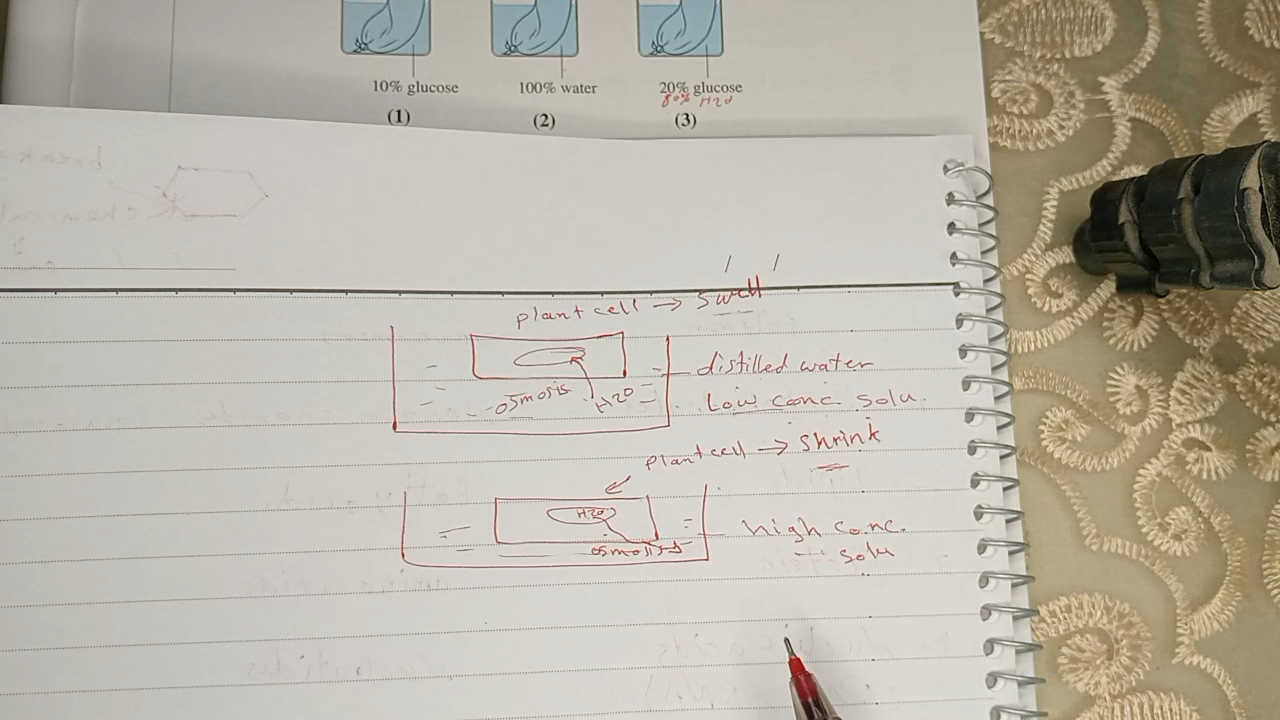 10% glucose 100% water 20% glucose
80% H2O
(1) (2) (3)
plant cell → swell
distilled water
osmosis H2O Low conc solu.
plant cell → shrink
H2O high conc.
osmosis solu